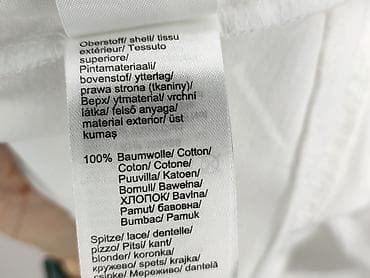 Oberstoff/ shell/ tissu
extérieur/ Tessuto
superiore/
Pintamateriaali/
bovenstof/ ytterlag/
prawa strona (tkaniny)/
Верх/ ytmaterial/ vrchní
látka/ felső anyaga/
material exterior/ üst
kumaş
100% Baumwolle/ Cotton/
Coton/ Cotone/
Puuvilla/ Katoen/
Bomull/ Bawełna/
ХЛОПОК/ Bavlna/
Pamut/ бавовна/
Bumbac/ Pamuk
Spitze/ lace/ dentelle/
pizzo/ Pitsi/ kant/
blonder/ koronka/
кружево/ spets/ krajka/
csipke/ Мереживо/ dantelă